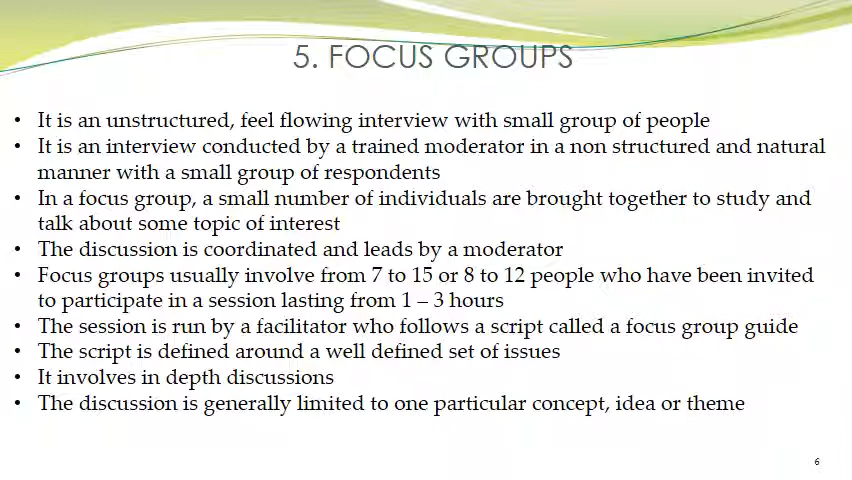 5. FOCUS GROUPS
• It is an unstructured, feel flowing interview with small group of people
• It is an interview conducted by a trained moderator in a non structured and natural
manner with a small group of respondents
• In a focus group, a small number of individuals are brought together to study and
talk about some topic of interest
• The discussion is coordinated and leads by a moderator
• Focus groups usually involve from 7 to 15 or 8 to 12 people who have been invited
to participate in a session lasting from 1 – 3 hours
• The session is run by a facilitator who follows a script called a focus group guide
• The script is defined around a well defined set of issues
• It involves in depth discussions
• The discussion is generally limited to one particular concept, idea or theme
6